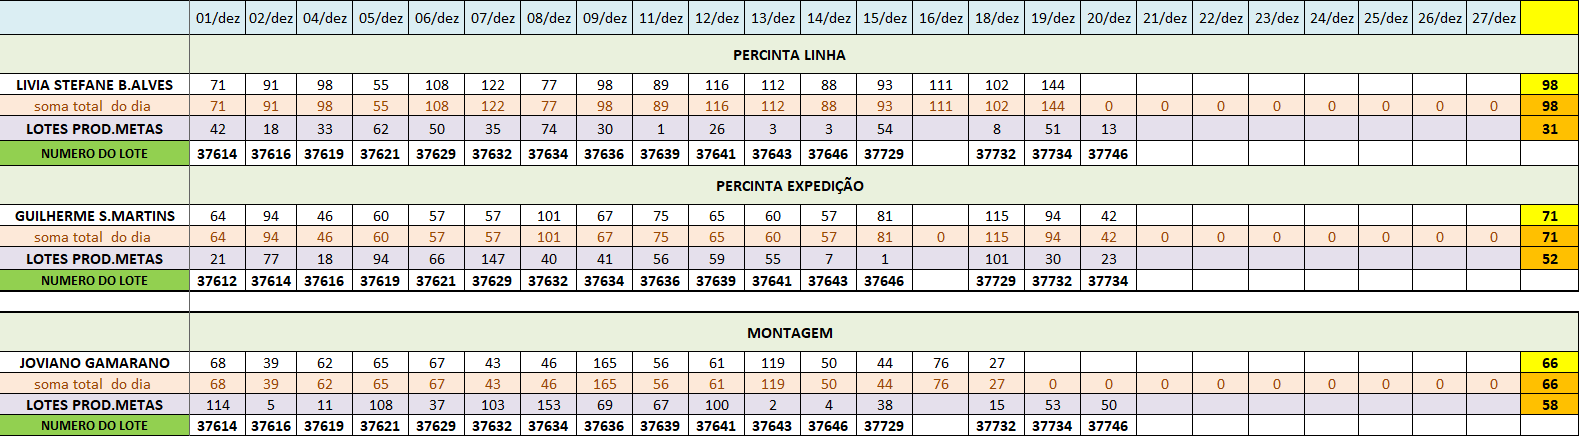 01/dez 02/dez 04/dez 05/dez 06/dez 07/dez 08/dez 09/dez 11/dez 12/dez 13/dez 14/dez 15/dez 16/dez 18/dez 19/dez 20/dez 21/dez 22/dez 23/dez 24/dez 25/dez 26/dez 27/dez
PERCINTA LINHA
LIVIA STEFANE B.ALVES 71 91 98 55 108 122 77 98 89 116 112 88 93 111 102 144 98
soma total do dia 71 91 98 55 108 122 77 98 89 116 112 88 93 111 102 144 0 0 0 0 0 0 0 0 98
LOTES PROD.METAS 42 18 33 62 50 35 74 30 1 26 3 3 54 8 51 13 31
NUMERO DO LOTE 37614 37616 37619 37621 37629 37632 37634 37636 37639 37641 37643 37646 37729 37732 37734 37746
PERCINTA EXPEDIÇÃO
GUILHERME S.MARTINS 64 94 46 60 57 57 101 67 75 65 60 57 81 115 94 42 71
soma total do dia 64 94 46 60 57 57 101 67 75 65 60 57 81 0 115 94 42 0 0 0 0 0 0 0 71
LOTES PROD.METAS 21 77 18 94 66 147 40 41 56 59 55 7 1 101 30 23 52
NUMERO DO LOTE 37612 37614 37616 37619 37621 37629 37632 37634 37636 37639 37641 37643 37646 37729 37732 37734
MONTAGEM
JOVIANO GAMARANO 68 39 62 65 67 43 46 165 56 61 119 50 44 76 27 66
soma total do dia 68 39 62 65 67 43 46 165 56 61 119 50 44 76 27 0 0 0 0 0 0 0 0 0 66
LOTES PROD.METAS 114 5 11 108 37 103 153 69 67 100 2 4 38 15 53 50 58
NUMERO DO LOTE 37614 37616 37619 37621 37629 37632 37634 37636 37639 37641 37643 37646 37729 37732 37734 37746